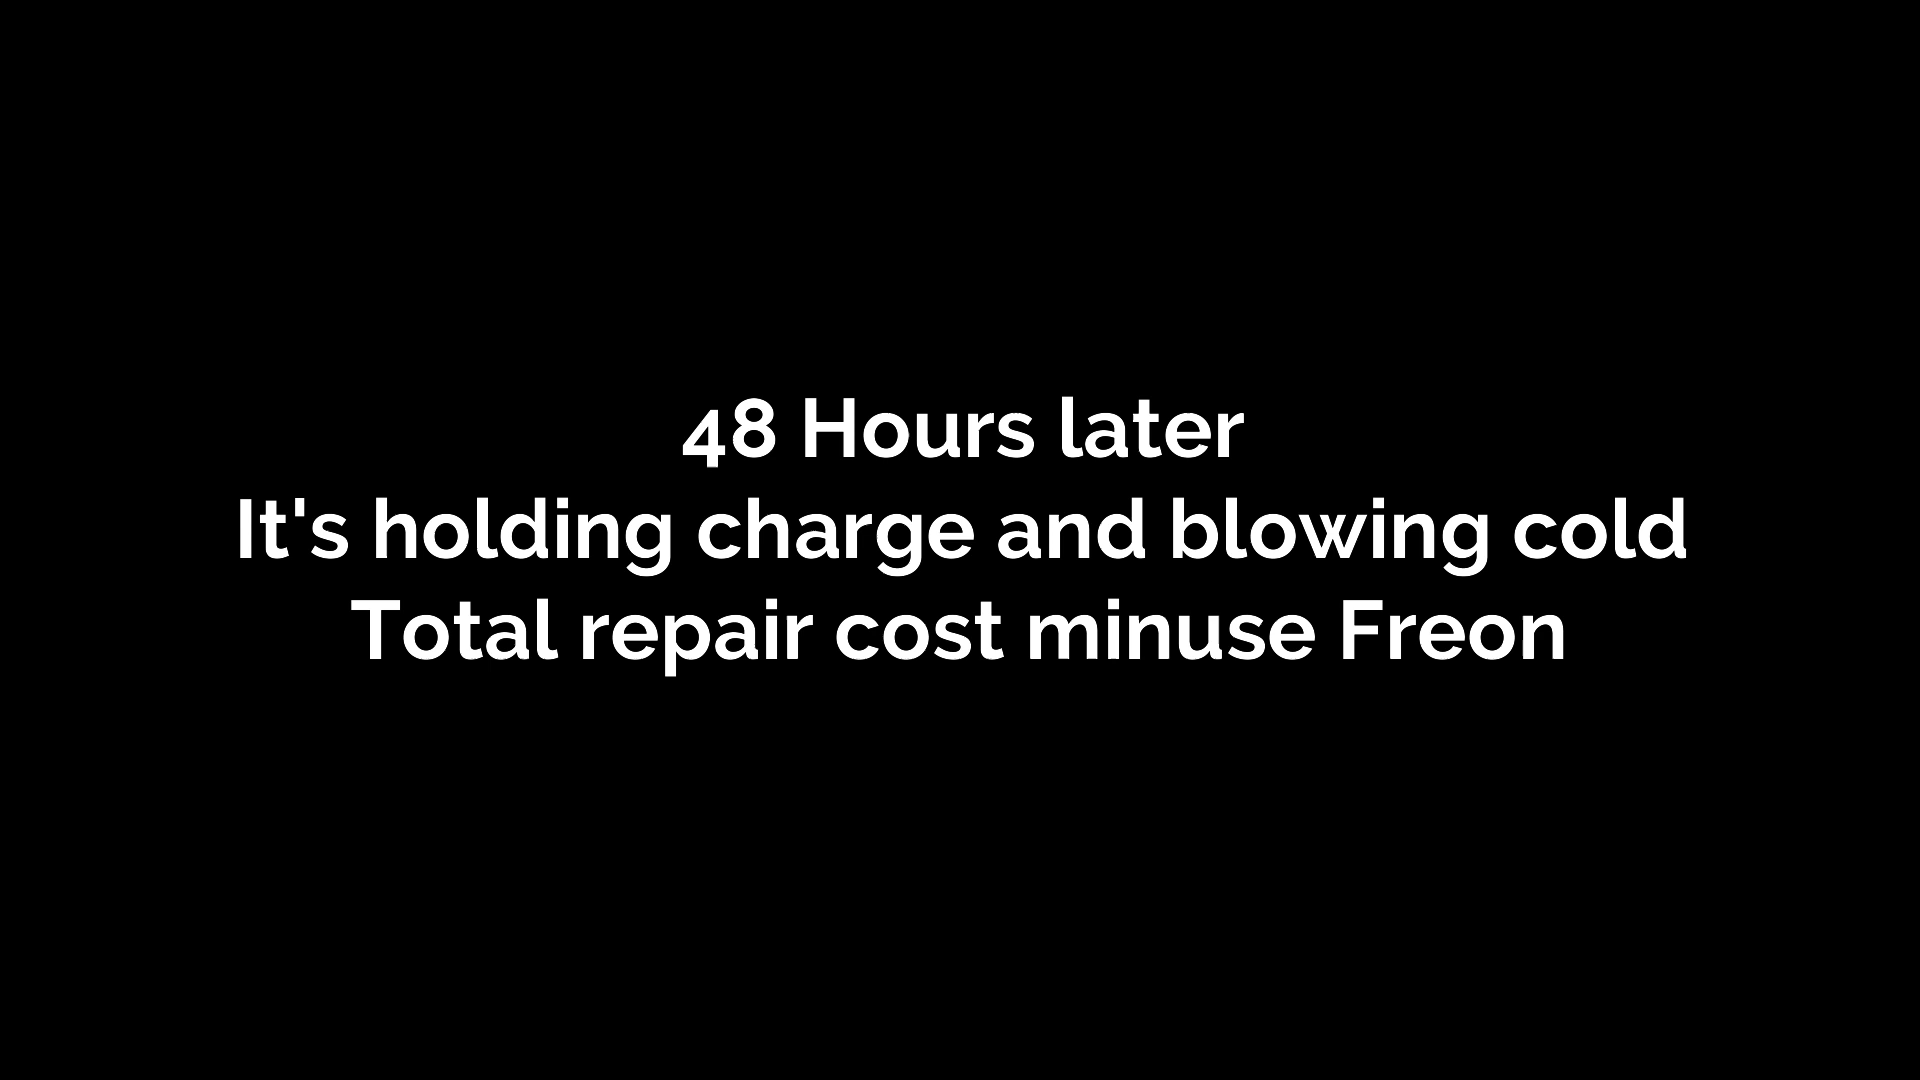 48 Hours later
It's holding charge and blowing cold
Total repair cost minuse Freon